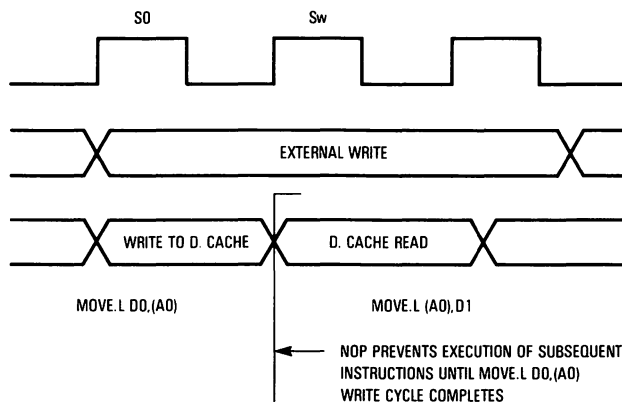 S0 Sw
EXTERNAL WRITE
WRITE TO D. CACHE D. CACHE READ
MOVE.L D0,(A0) MOVE.L (A0),D1
NOP PREVENTS EXECUTION OF SUBSEQUENT
INSTRUCTIONS UNTIL MOVE.L D0,(A0)
WRITE CYCLE COMPLETES